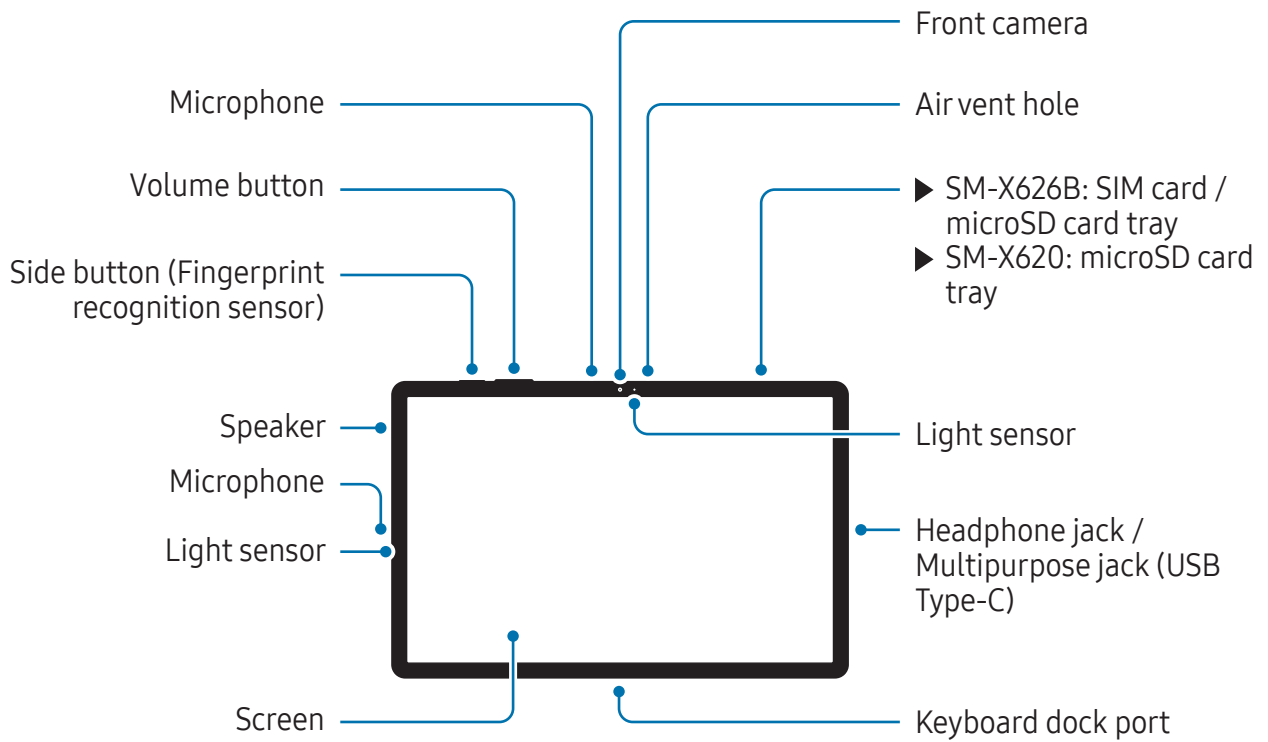 Front camera
Microphone
Air vent hole
Volume button
▶ SM-X626B: SIM card /
microSD card tray
▶ SM-X620: microSD card
tray
Side button (Fingerprint
recognition sensor)
Speaker
Light sensor
Microphone
Light sensor
Headphone jack /
Multipurpose jack (USB
Type-C)
Screen
Keyboard dock port